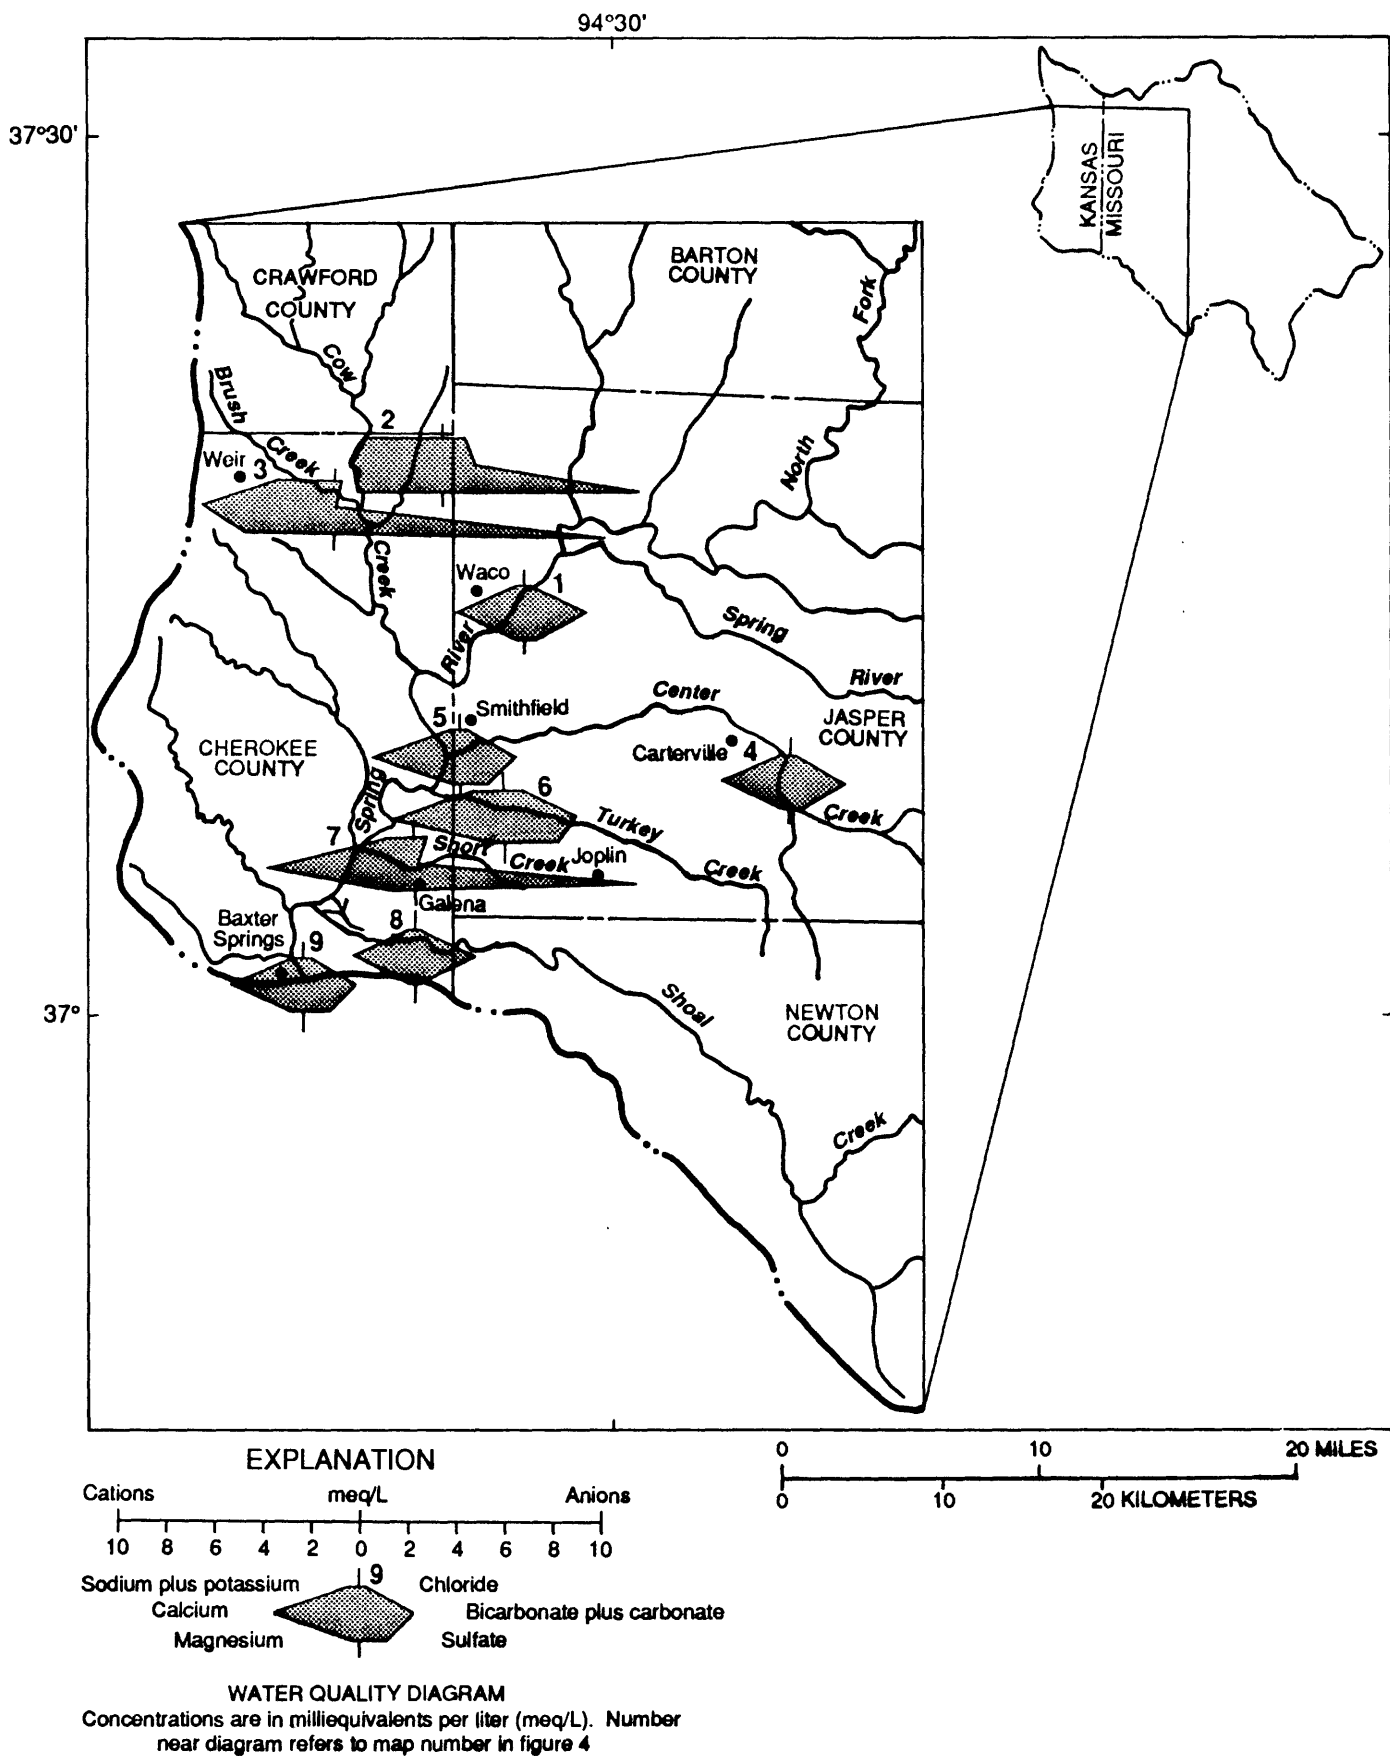 94°30'
37°30'
KANSAS
MISSOURI
CRAWFORD
COUNTY
BARTON
COUNTY
Fork
Cow
Brush
Creek
2
Weir
3
North
Creek
Waco
1
Spring
River
River
Center
5
Smithfield
JASPER
COUNTY
Carterville
4
CHEROKEE
COUNTY
Spring
6
Creek
Turkey
7
Short
Creek
Joplin
Creek
Galena
Baxter
Springs
8
9
Shoal
37°
NEWTON
COUNTY
Creek
EXPLANATION
0 10 20 MILES
0 10 20 KILOMETERS
Cations meq/L Anions
10 8 6 4 2 0 2 4 6 8 10
9
Sodium plus potassium Chloride
Calcium Bicarbonate plus carbonate
Magnesium Sulfate
WATER QUALITY DIAGRAM
Concentrations are in milliequivalents per liter (meq/L). Number
near diagram refers to map number in figure 4